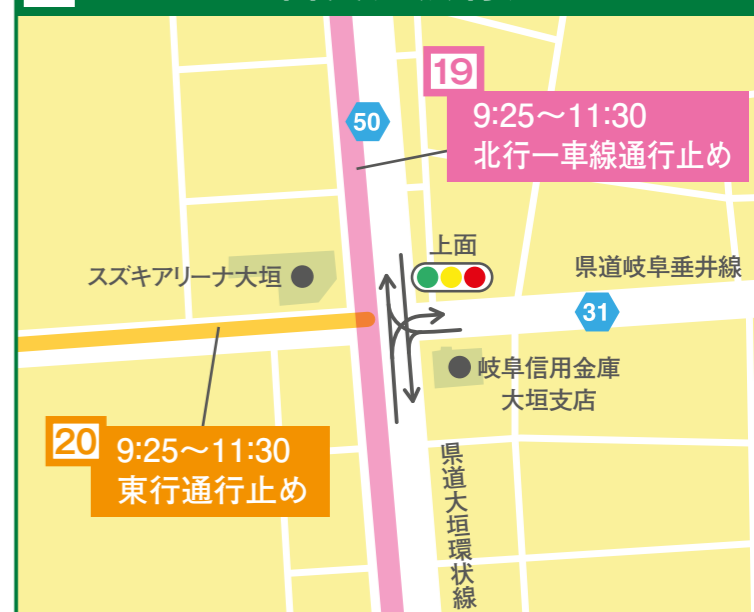 19
9:25〜11:30
北行一車線通行止め
50
上面
スズキアリーナ大垣
県道岐阜垂井線
31
岐阜信用金庫
大垣支店
20
9:25〜11:30
東行通行止め
県道大垣環状線